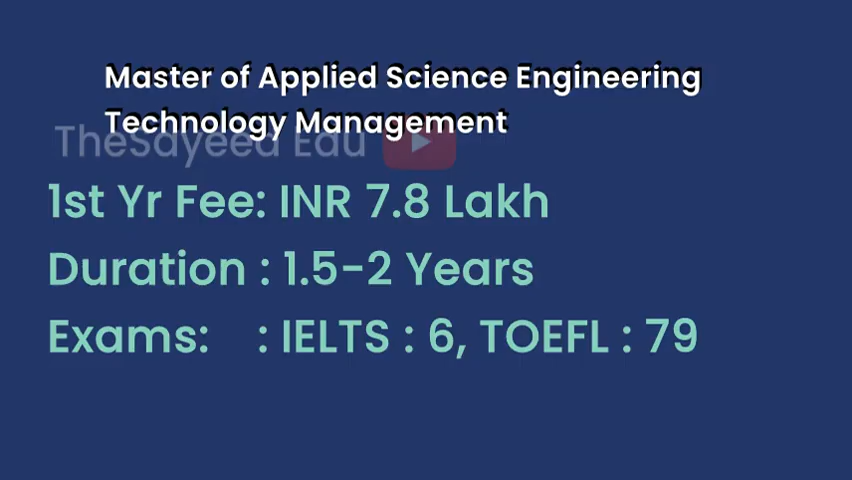 Master of Applied Science Engineering
Technology Management
TheSayeed Edu
1st Yr Fee: INR 7.8 Lakh
Duration : 1.5-2 Years
Exams: : IELTS : 6, TOEFL : 79